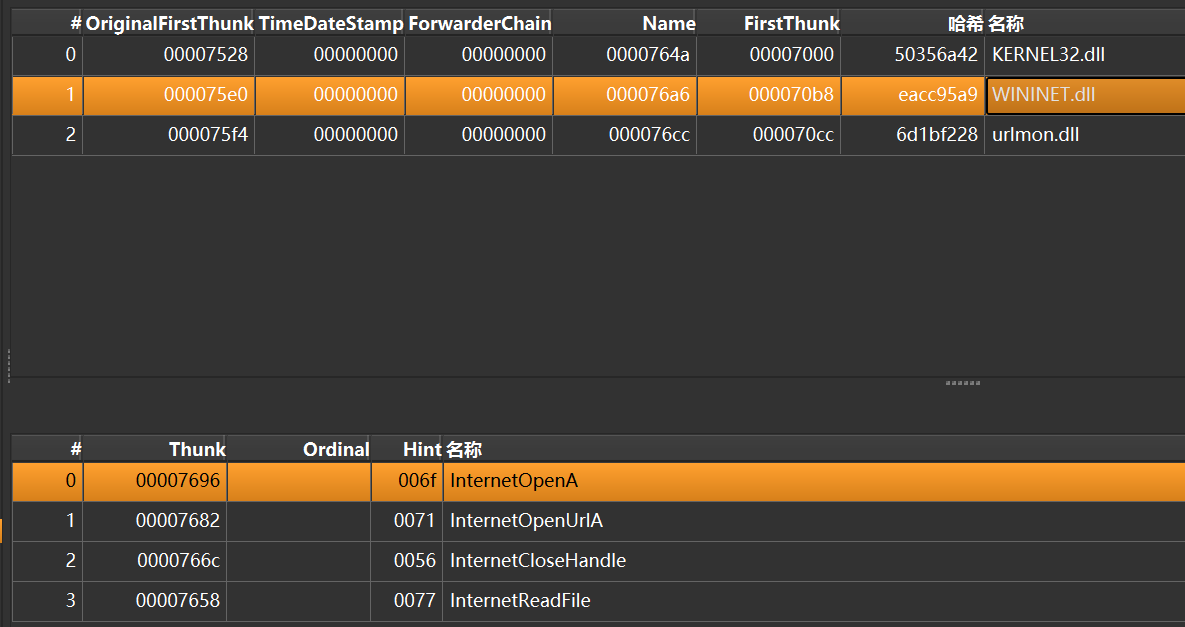 # OriginalFirstThunk TimeDateStamp ForwarderChain Name FirstThunk 哈希 名称
0 00007528 00000000 00000000 0000764a 00007000 50356a42 KERNEL32.dll
1 000075e0 00000000 00000000 000076a6 000070b8 eacc95a9 WININET.dll
2 000075f4 00000000 00000000 000076cc 000070cc 6d1bf228 urlmon.dll
# Thunk Ordinal Hint 名称
0 00007696 006f InternetOpenA
1 00007682 0071 InternetOpenUrlA
2 0000766c 0056 InternetCloseHandle
3 00007658 0077 InternetReadFile